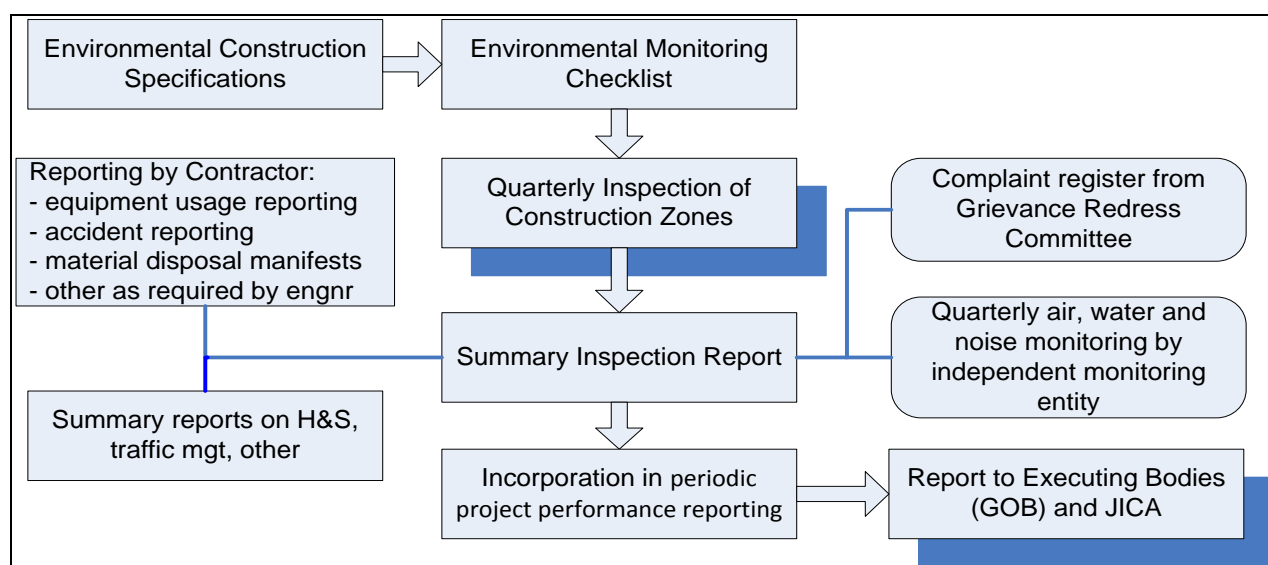 Environmental Construction
Specifications
Environmental Monitoring
Checklist
Reporting by Contractor:
- equipment usage reporting
- accident reporting
- material disposal manifests
- other as required by engnr
Quarterly Inspection of
Construction Zones
Complaint register from
Grievance Redress
Committee
Summary Inspection Report
Quarterly air, water and
noise monitoring by
independent monitoring
entity
Summary reports on H&S,
traffic mgt, other
Incorporation in periodic
project performance reporting
Report to Executing Bodies
(GOB) and JICA